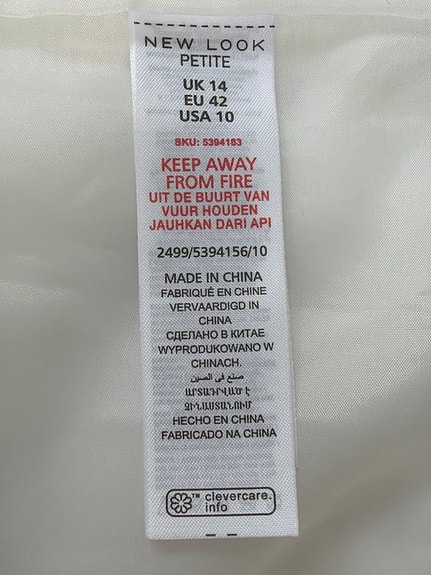 NEW LOOK
PETITE
UK 14
EU 42
USA 10
SKU: 5394183
KEEP AWAY
FROM FIRE
UIT DE BUURT VAN
VUUR HOUDEN
JAUHKAN DARI API
2499/5394156/10
MADE IN CHINA
FABRIQUÉ EN CHINE
VERVAARDIGD IN
CHINA
СДЕЛАНО В КИТАЕ
WYPRODUKOWANO W
CHINACH.
صنع في الصين
ԱՐՏԱԴՐՎԱԾ Է
ՉԻՆԱՍՏԱՆՈՒՄ
HECHO EN CHINA
FABRICADO NA CHINA
™ clevercare.
info